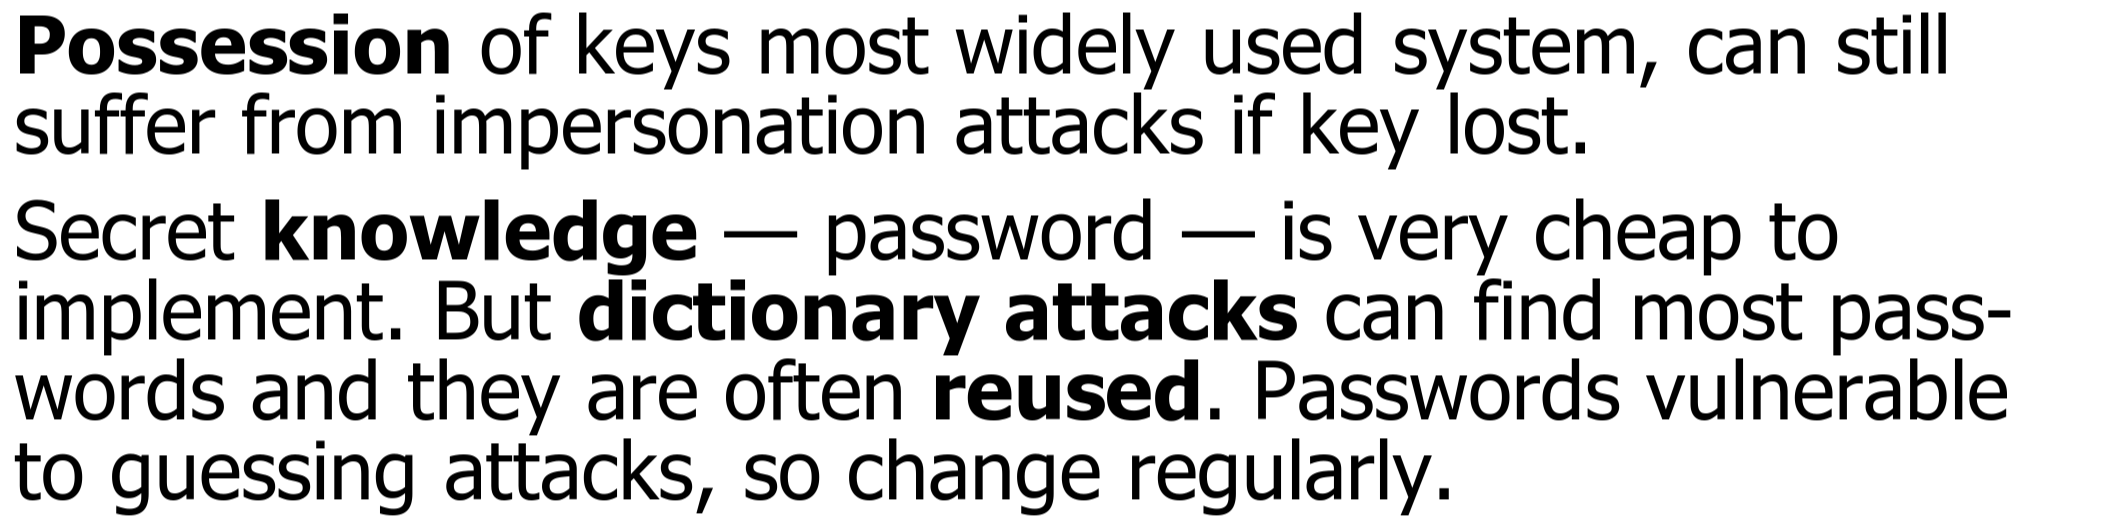 Possession of keys most widely used system, can still
suffer from impersonation attacks if key lost.
Secret knowledge — password — is very cheap to
implement. But dictionary attacks can find most pass-
words and they are often reused. Passwords vulnerable
to guessing attacks, so change regularly.